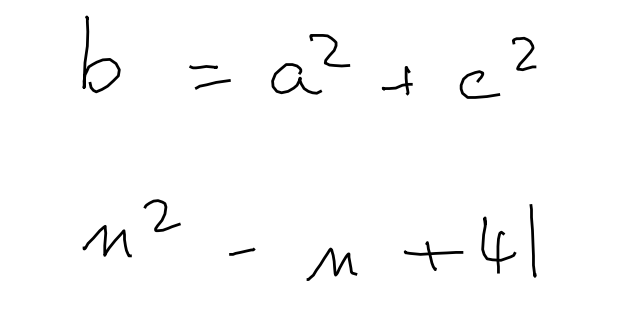 b = a² + c²
n² - n + 41